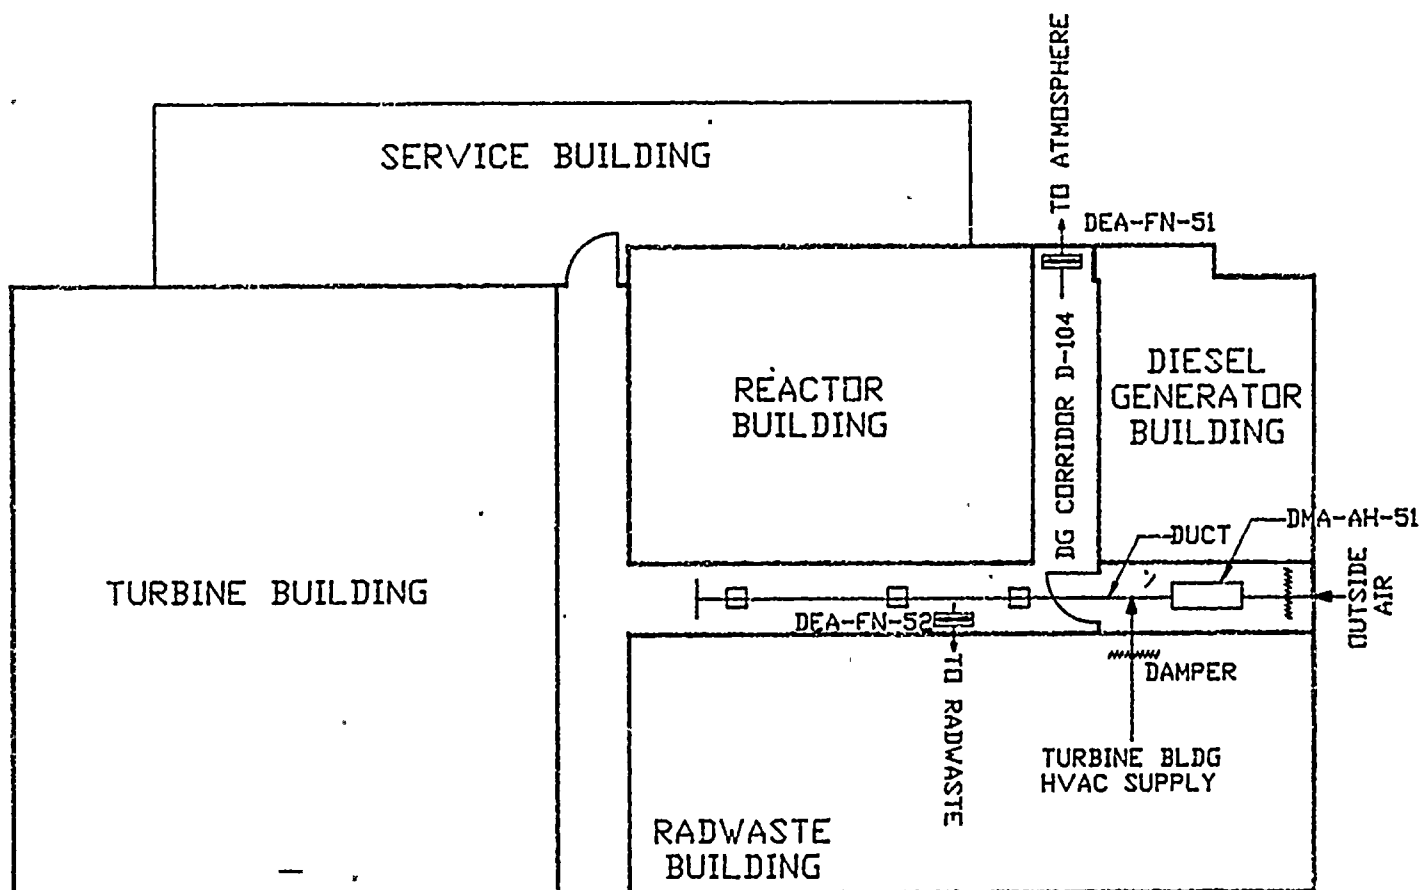 TO ATMOSPHERE
SERVICE BUILDING
DEA-FN-51
REACTOR
BUILDING
DG CORRIDOR D-104
DIESEL
GENERATOR
BUILDING
DMA-AH-51
DUCT
TURBINE BUILDING
OUTSIDE
AIR
DEA-FN-52
TO RADWASTE
DAMPER
TURBINE BLDG
HVAC SUPPLY
RADWASTE
BUILDING